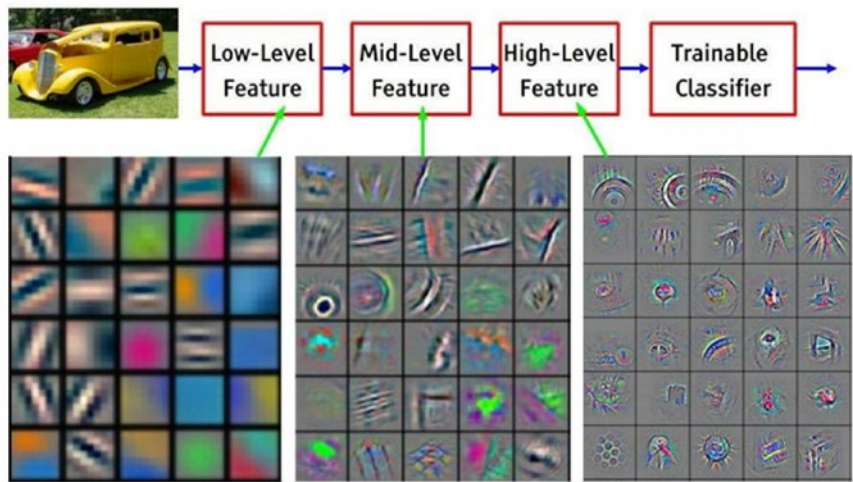 Low-Level
Feature
Mid-Level
Feature
High-Level
Feature
Trainable
Classifier